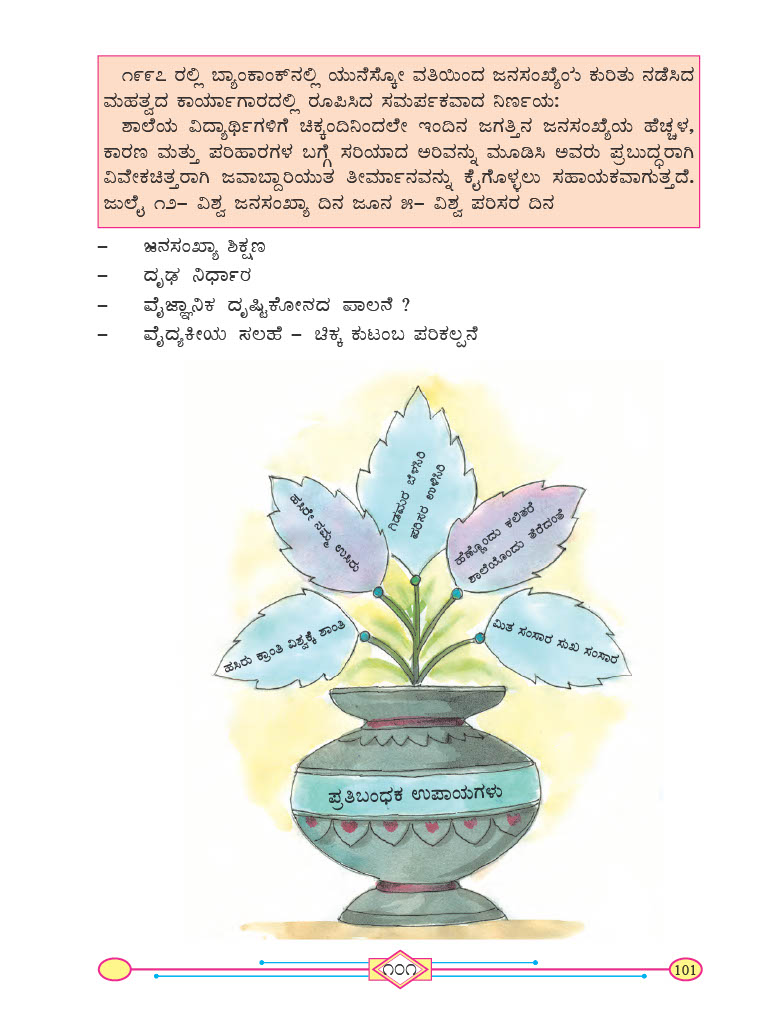 ೧೯೯೭ ರಲ್ಲಿ ಬ್ಯಾಂಕಾಂಕ್‌ನಲ್ಲಿ ಯುನೆಸ್ಕೋ ವತಿಯಿಂದ ಜನಸಂಖ್ಯೆಯ ಕುರಿತು ನಡೆಸಿದ
ಮಹತ್ವದ ಕಾರ್ಯಾಗಾರದಲ್ಲಿ ರೂಪಿಸಿದ ಸಮರ್ಪಕವಾದ ನಿರ್ಣಯ:
ಶಾಲೆಯ ವಿದ್ಯಾರ್ಥಿಗಳಿಗೆ ಚಿಕ್ಕಂದಿನಿಂದಲೇ ಇಂದಿನ ಜಗತ್ತಿನ ಜನಸಂಖ್ಯೆಯ ಹೆಚ್ಚಳ,
ಕಾರಣ ಮತ್ತು ಪರಿಹಾರಗಳ ಬಗ್ಗೆ ಸರಿಯಾದ ಅರಿವನ್ನು ಮೂಡಿಸಿ ಅವರು ಪ್ರಬುದ್ಧರಾಗಿ
ವಿವೇಕಚಿತ್ತರಾಗಿ ಜವಾಬ್ದಾರಿಯುತ ತೀರ್ಮಾನವನ್ನು ಕೈಗೊಳ್ಳಲು ಸಹಾಯಕವಾಗುತ್ತದೆ.
ಜುಲೈ ೧೨– ವಿಶ್ವ ಜನಸಂಖ್ಯಾ ದಿನ ಜೂನ ೫– ವಿಶ್ವ ಪರಿಸರ ದಿನ
– ಜನಸಂಖ್ಯಾ ಶಿಕ್ಷಣ
– ದೃಢ ನಿರ್ಧಾರ
– ವೈಜ್ಞಾನಿಕ ದೃಷ್ಟಿಕೋನದ ಪಾಲನೆ ?
– ವೈದ್ಯಕೀಯ ಸಲಹೆ – ಚಿಕ್ಕ ಕುಟಂಬ ಪರಿಕಲ್ಪನೆ
ಗಿಡಮರ ಬೆಳಸಿರಿ
ಪರಿಸರ ಉಳಿಸಿರಿ
ಹಸಿರೇ ನಮ್ಮ ಉಸಿರು
ಹೆಣ್ಣೊಂದು ಕಲಿತರೆ
ಶಾಲೆಯೊಂದು ತೆರೆದಂತೆ
ಹಸಿರು ಕ್ರಾಂತಿ ವಿಶ್ವಕ್ಕೆ ಶಾಂತಿ
ಮಿತ ಸಂಸಾರ ಸುಖ ಸಂಸಾರ
ಪ್ರತಿಬಂಧಕ ಉಪಾಯಗಳು
೧೦೧
101